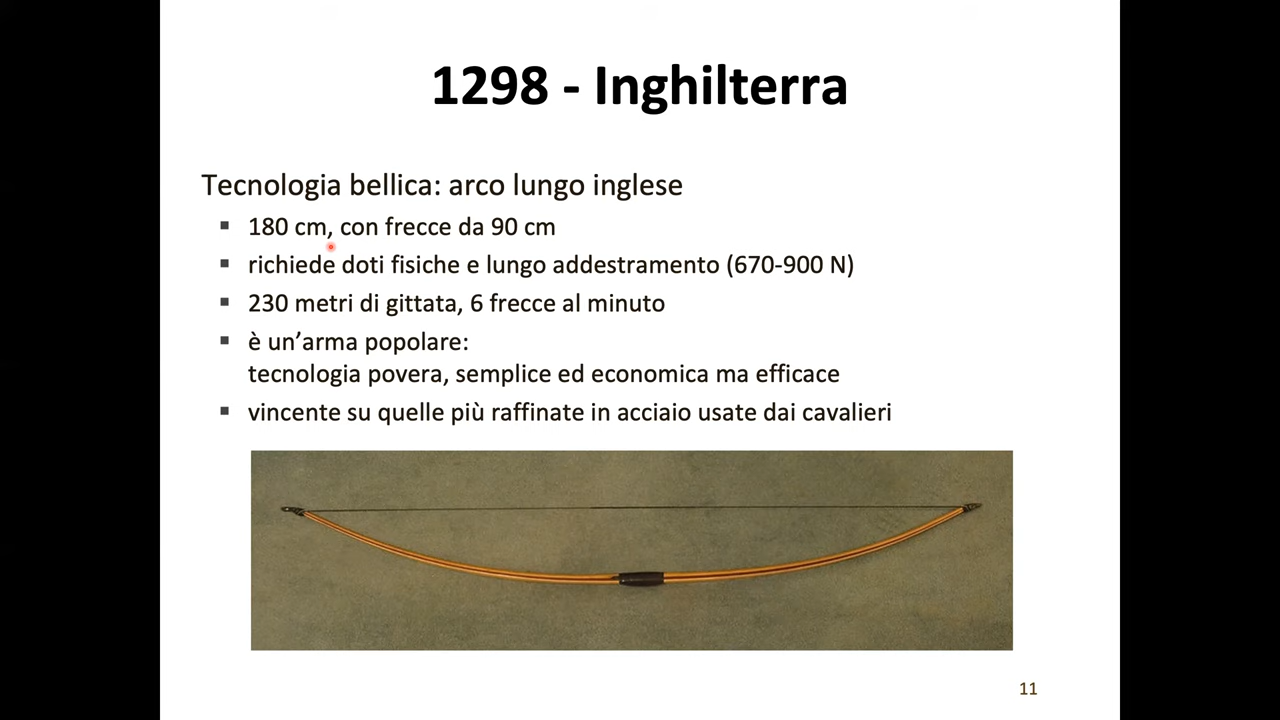 1298 - Inghilterra
Tecnologia bellica: arco lungo inglese
▪ 180 cm, con frecce da 90 cm
▪ richiede doti fisiche e lungo addestramento (670-900 N)
▪ 230 metri di gittata, 6 frecce al minuto
▪ è un’arma popolare:
tecnologia povera, semplice ed economica ma efficace
▪ vincente su quelle più raffinate in acciaio usate dai cavalieri
11